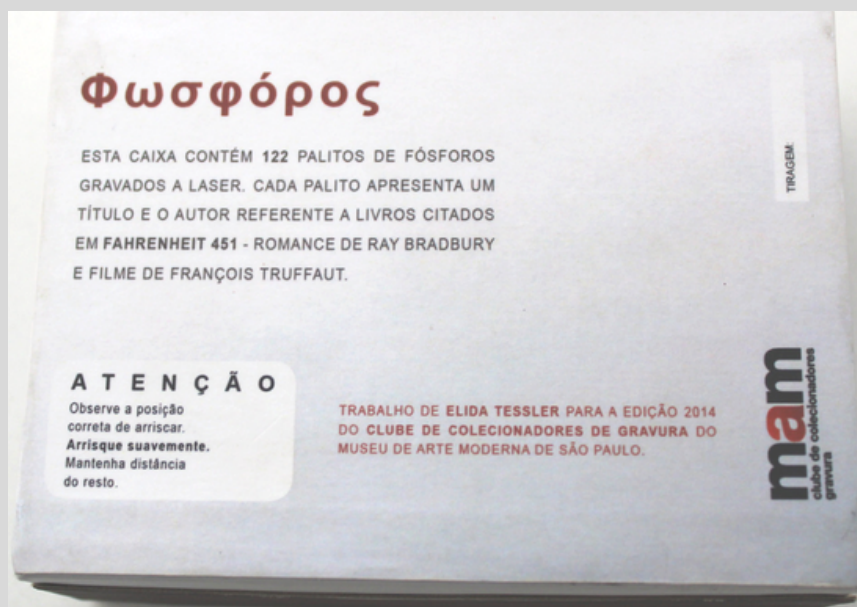 Φωσφόρος
ESTA CAIXA CONTÉM 122 PALITOS DE FÓSFOROS
GRAVADOS A LASER. CADA PALITO APRESENTA UM
TÍTULO E O AUTOR REFERENTE A LIVROS CITADOS
EM FAHRENHEIT 451 - ROMANCE DE RAY BRADBURY
E FILME DE FRANÇOIS TRUFFAUT.
TIRAGEM:
ATENÇÃO
Observe a posição
correta de arriscar.
Arrisque suavemente.
Mantenha distância
do resto.
TRABALHO DE ELIDA TESSLER PARA A EDIÇÃO 2014
DO CLUBE DE COLECIONADORES DE GRAVURA DO
MUSEU DE ARTE MODERNA DE SÃO PAULO.
mam
clube de colecionadores
gravura